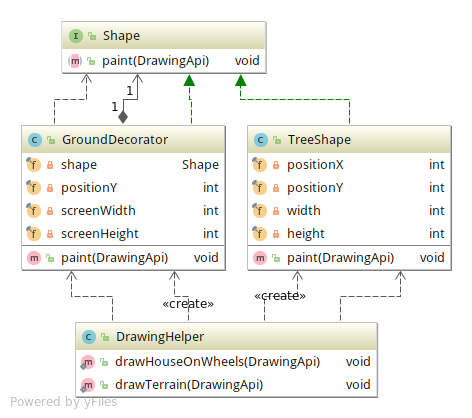 Shape
paint(DrawingApi) void
1
1
GroundDecorator
shape Shape
positionY int
screenWidth int
screenHeight int
paint(DrawingApi) void
TreeShape
positionX int
positionY int
width int
height int
paint(DrawingApi) void
«create»
«create»
DrawingHelper
drawHouseOnWheels(DrawingApi) void
drawTerrain(DrawingApi) void
Powered by yFiles